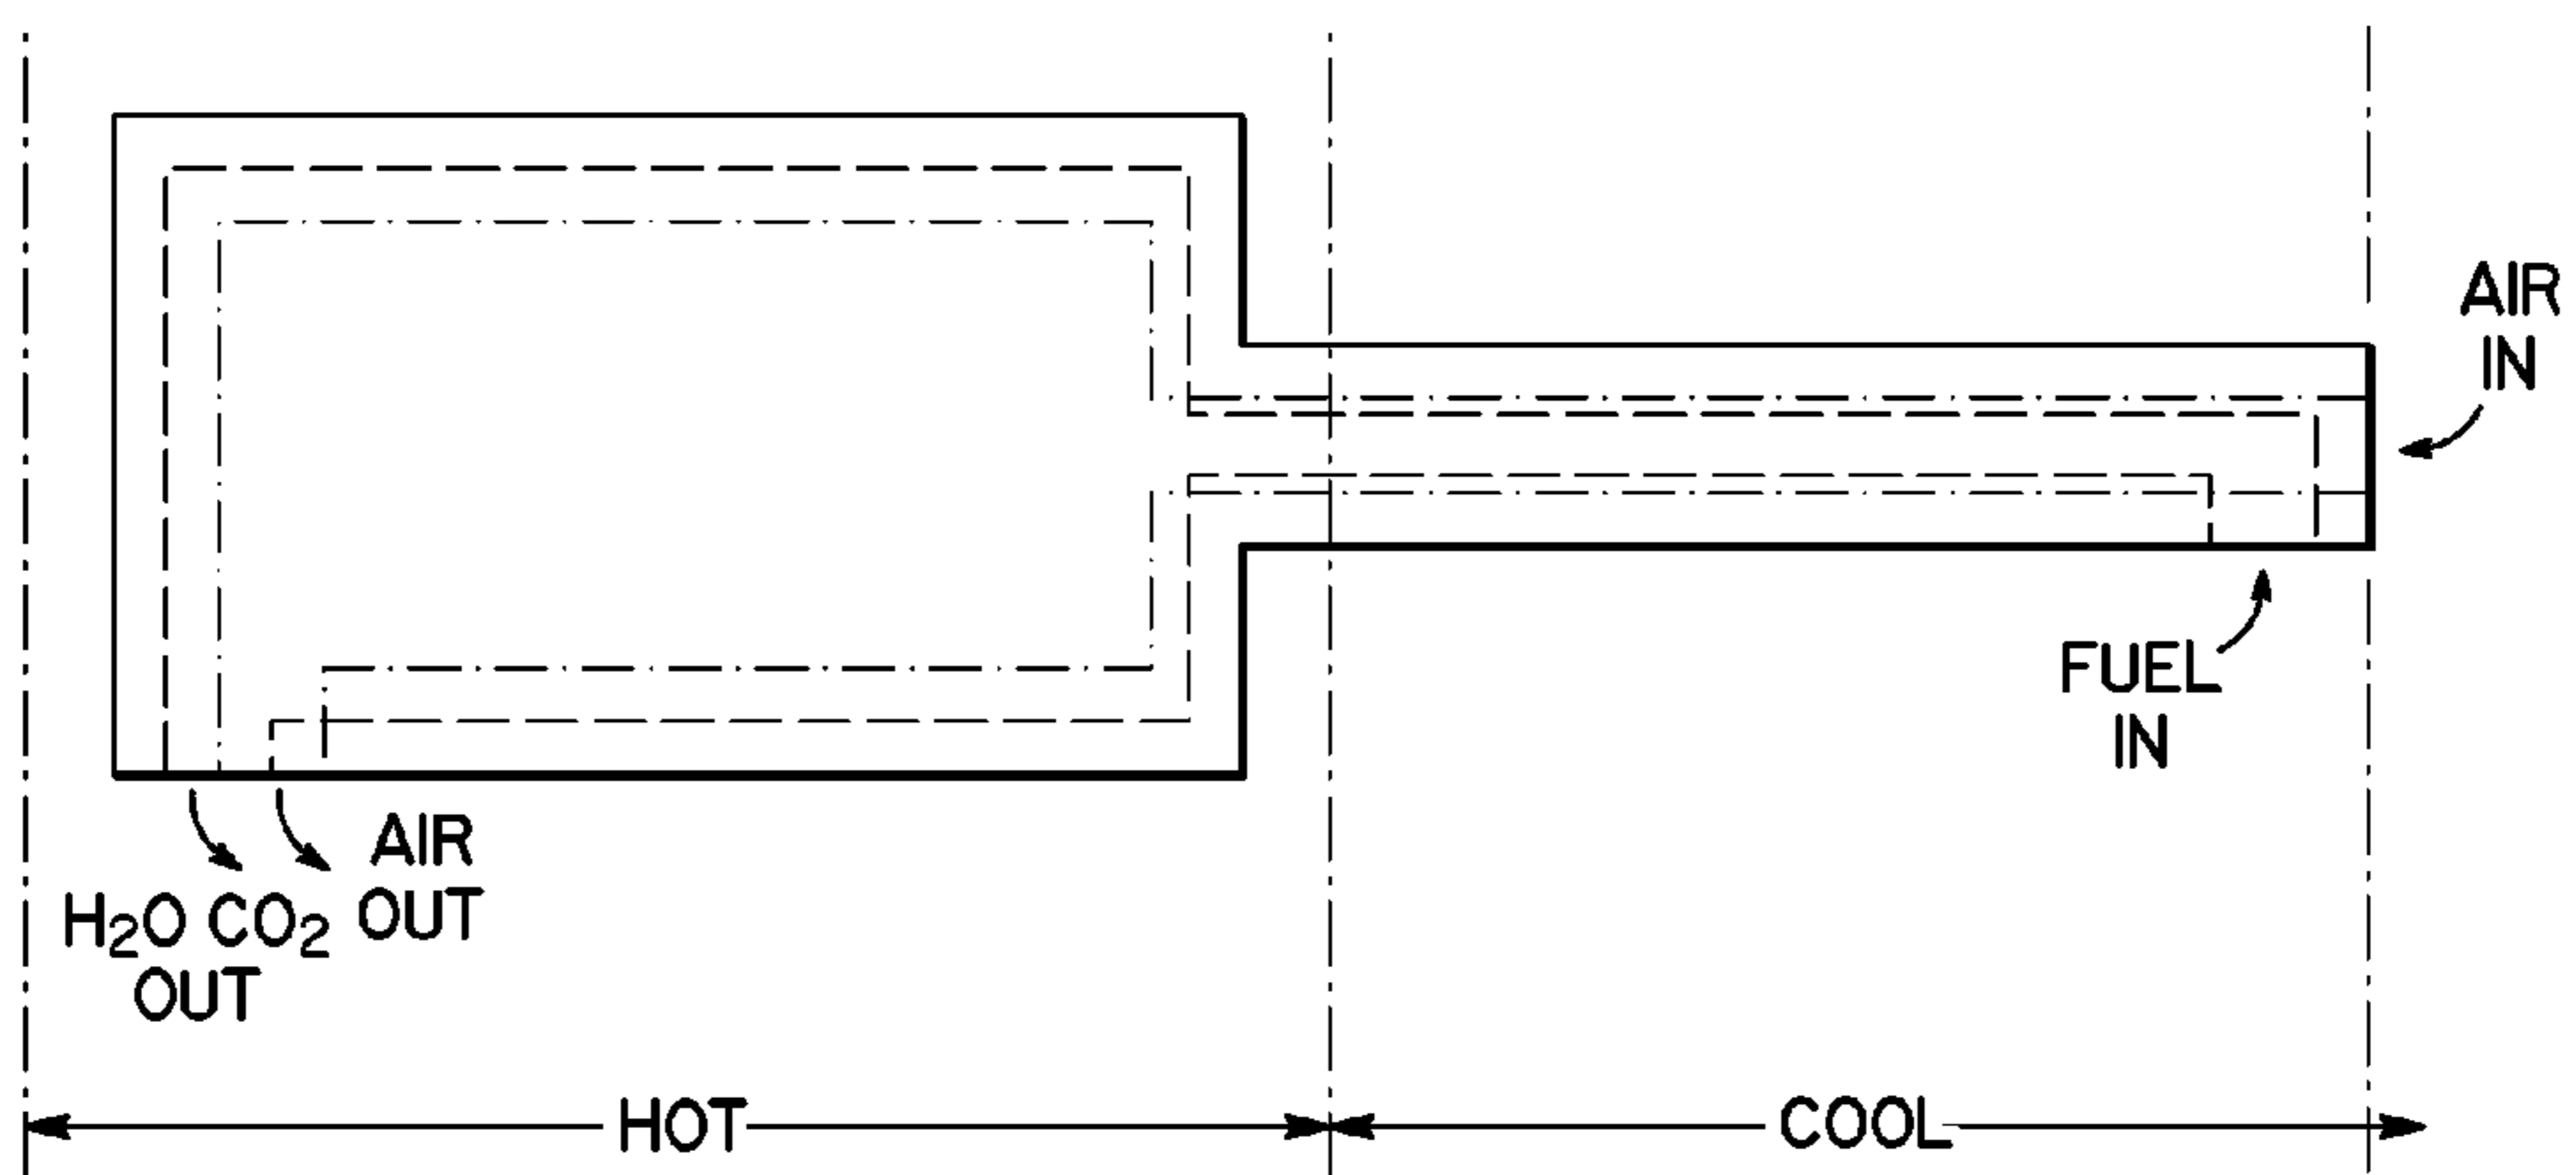 AIR
IN
FUEL
IN
AIR
OUT
H₂O CO₂
OUT
HOT
COOL